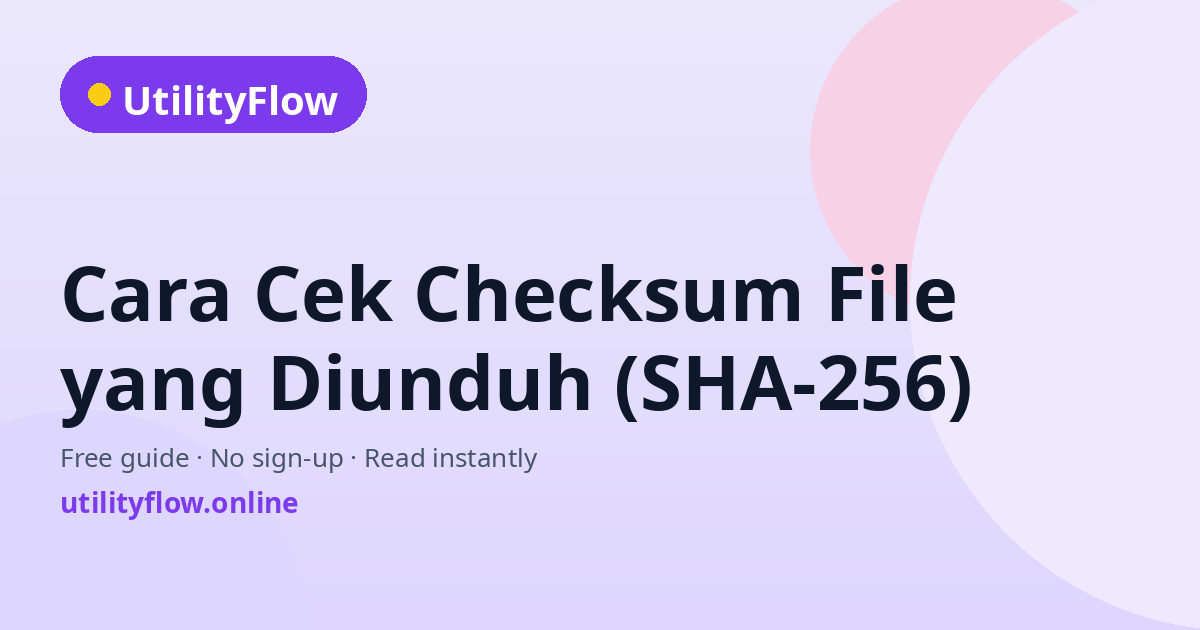 UtilityFlow
Cara Cek Checksum File
yang Diunduh (SHA-256)
Free guide · No sign-up · Read instantly
utilityflow.online